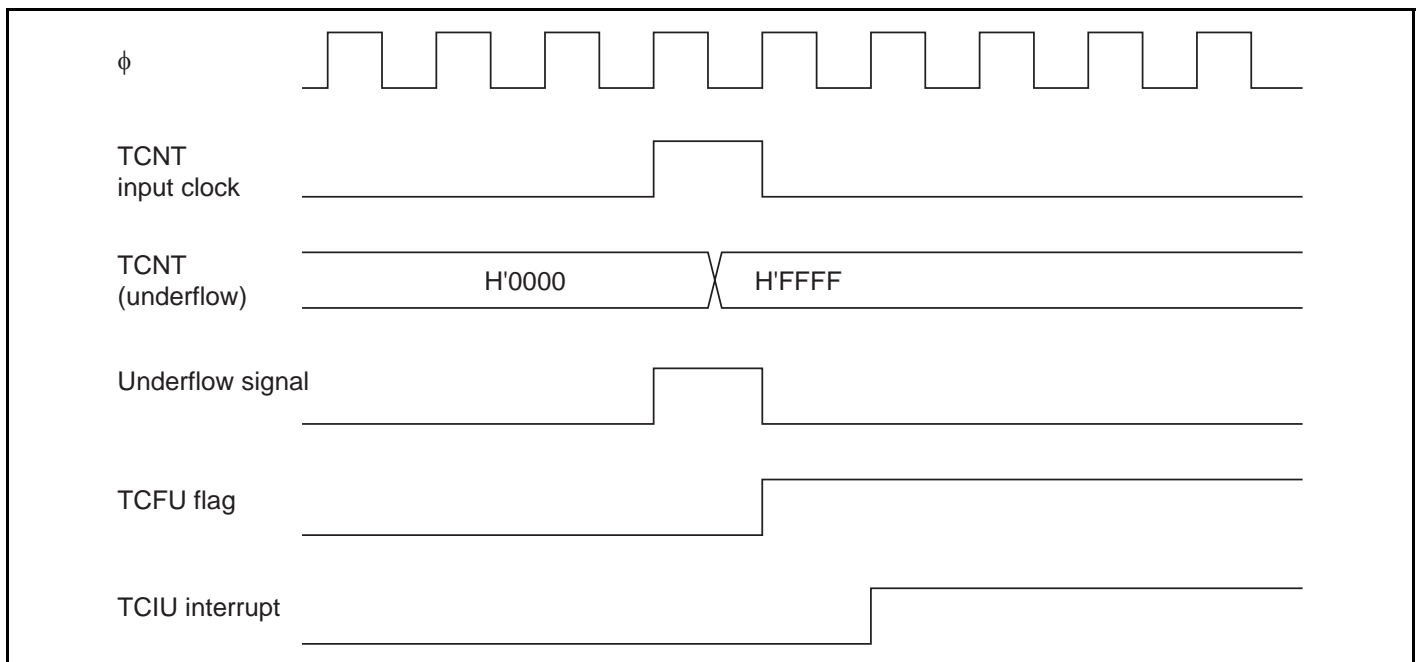 ϕ
TCNT
input clock
TCNT
(underflow)
H'0000
H'FFFF
Underflow signal
TCFU flag
TCIU interrupt